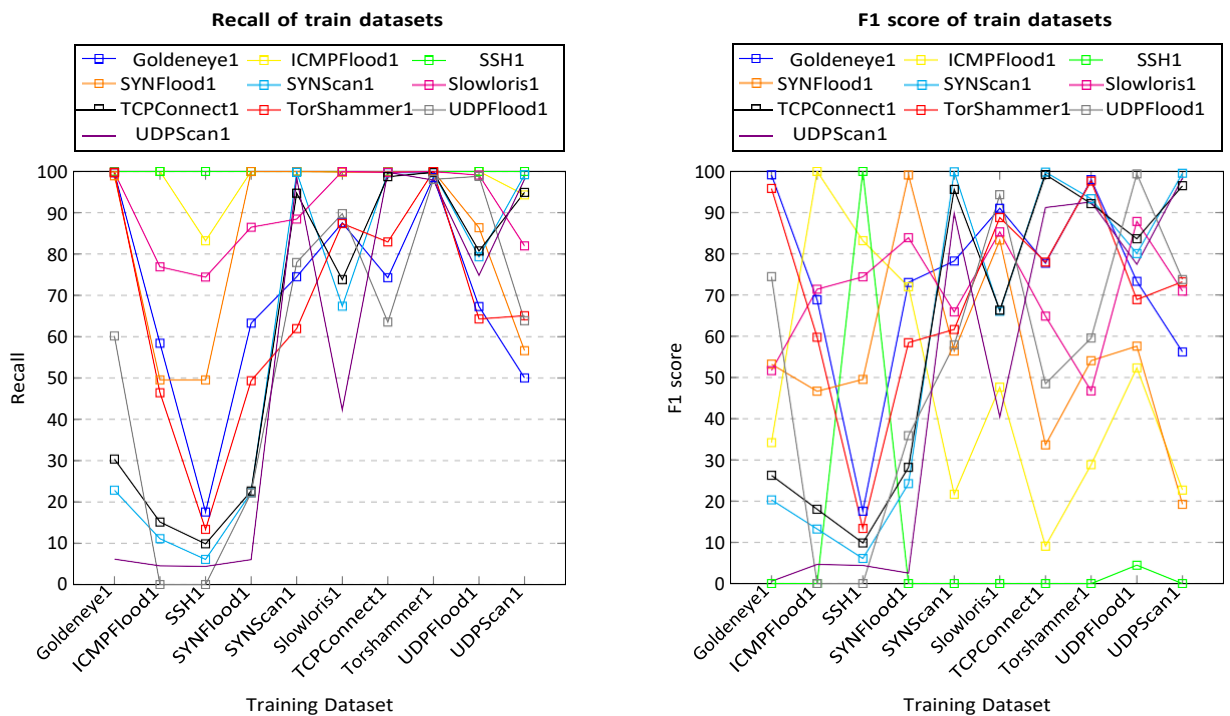 Recall of train datasets
Goldeneye1 ICMPFlood1 SSH1
SYNFlood1 SYNScan1 Slowloris1
TCPConnect1 TorShammer1 UDPFlood1
UDPScan1
100
90
80
70
60
50
40
30
20
10
0
Recall
Goldeneye1
ICMPFlood1
SSH1
SYNFlood1
SYNScan1
Slowloris1
TCPConnect1
Torshammer1
UDPFlood1
UDPScan1
Training Dataset
F1 score of train datasets
Goldeneye1 ICMPFlood1 SSH1
SYNFlood1 SYNScan1 Slowloris1
TCPConnect1 TorShammer1 UDPFlood1
UDPScan1
100
90
80
70
60
50
40
30
20
10
0
F1 score
Goldeneye1
ICMPFlood1
SSH1
SYNFlood1
SYNScan1
Slowloris1
TCPConnect1
Torshammer1
UDPFlood1
UDPScan1
Training Dataset